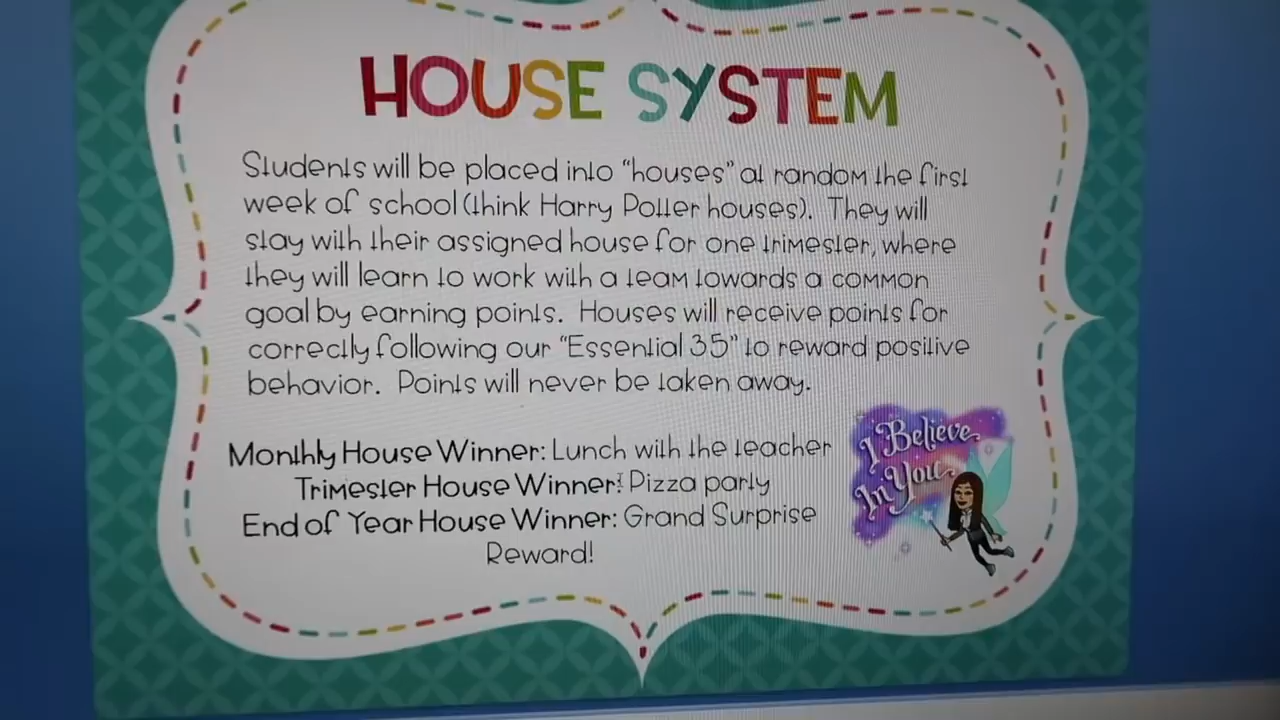 HOUSE SYSTEM
Students will be placed into "houses" at random the first
week of school (think Harry Potter houses). They will
stay with their assigned house for one trimester, where
they will learn to work with a team towards a common
goal by earning points. Houses will receive points for
correctly following our "Essential 35" to reward positive
behavior. Points will never be taken away.
Monthly House Winner: Lunch with the teacher
Trimester House Winner: Pizza party
End of Year House Winner: Grand Surprise
Reward!
I Believe
In You